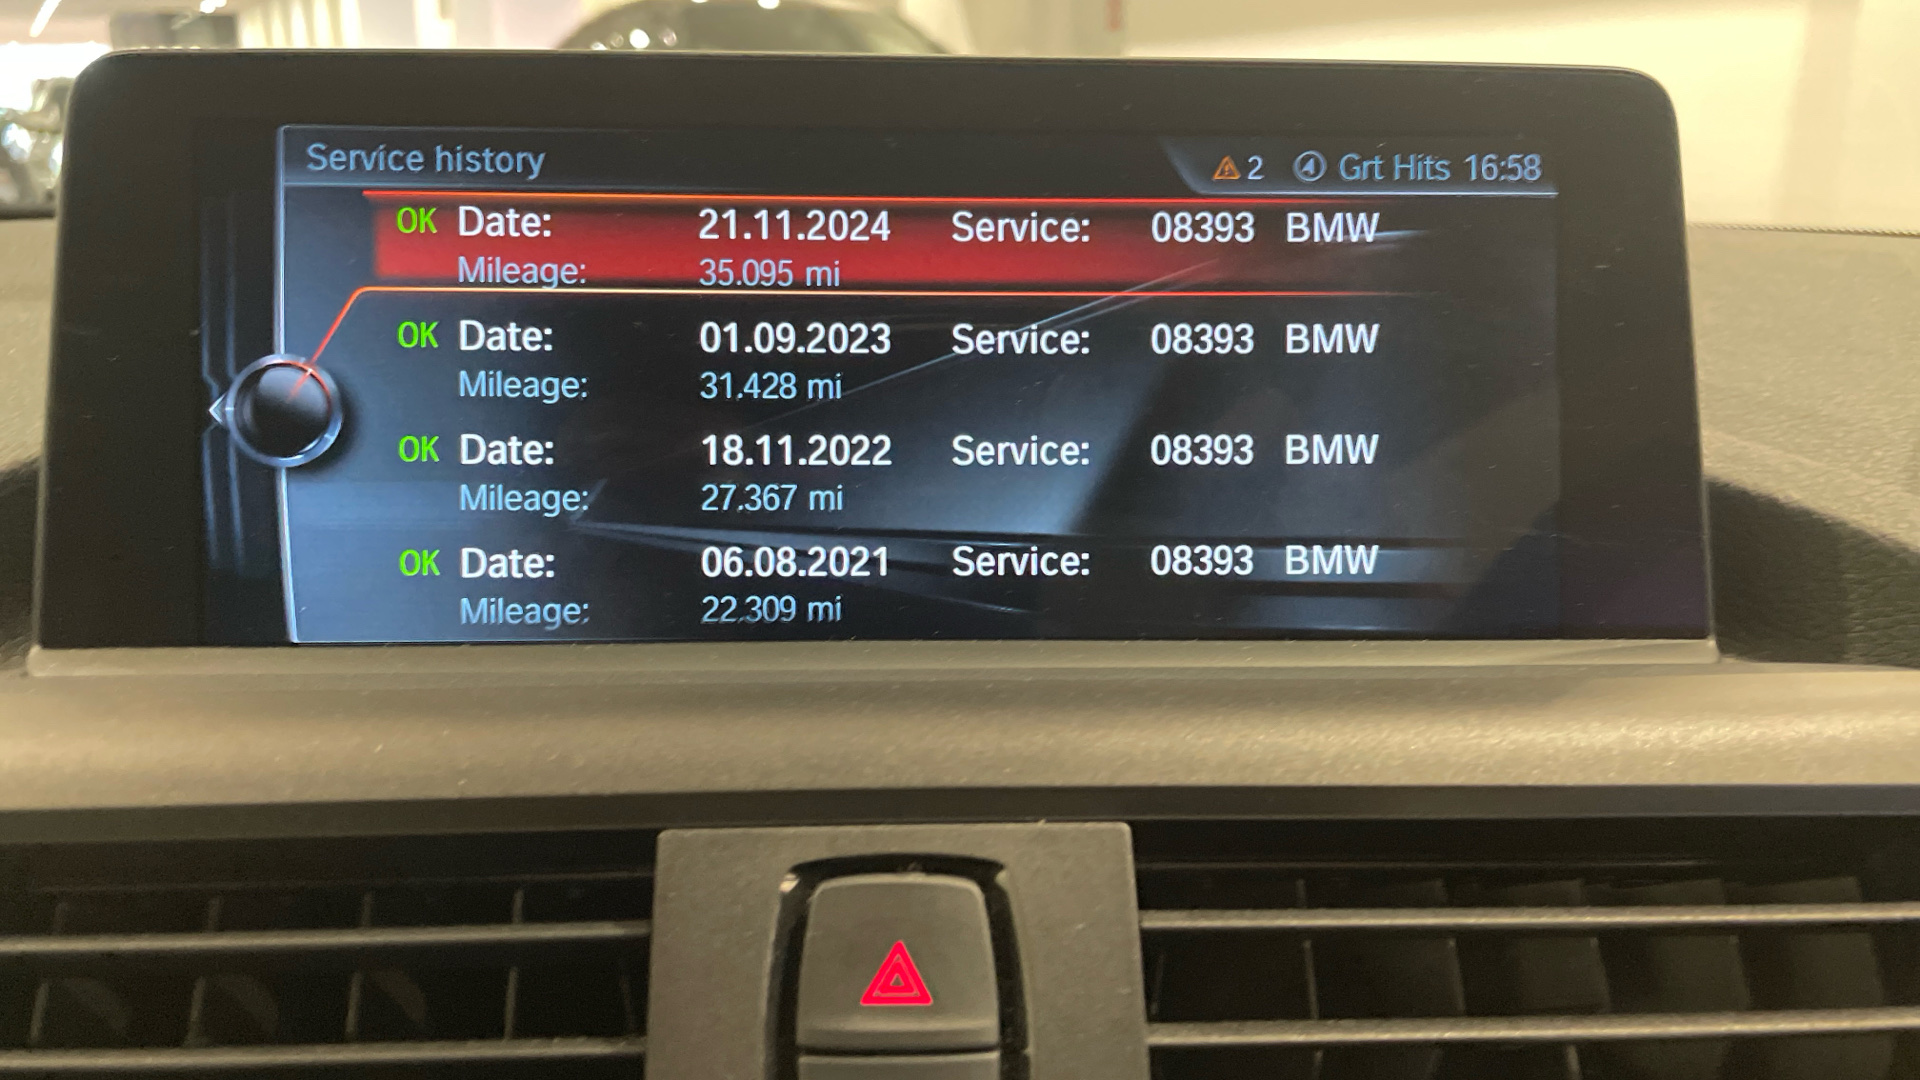 Service history 2 4 Grt Hits 16:58
OK Date: 21.11.2024 Service: 08393 BMW
Mileage: 35.095 mi
OK Date: 01.09.2023 Service: 08393 BMW
Mileage: 31.428 mi
OK Date: 18.11.2022 Service: 08393 BMW
Mileage: 27.367 mi
OK Date: 06.08.2021 Service: 08393 BMW
Mileage: 22.309 mi